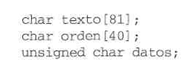 char texto[81];
char orden[40];
unsigned char datos;